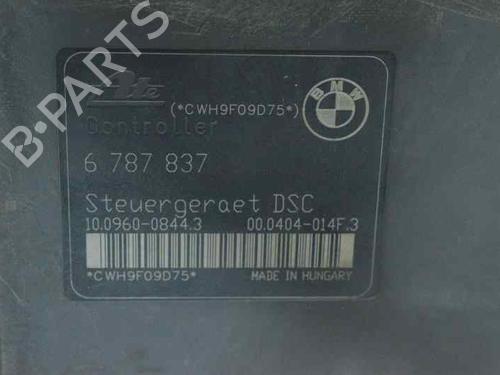 B-PARTS
Ate
(*CWH9F09D75*)
BMW
Controller
6 787 837
Steuergeraet DSC
10.0960-0844.3 00.0404-014F.3
*CWH9F09D75* MADE IN HUNGARY